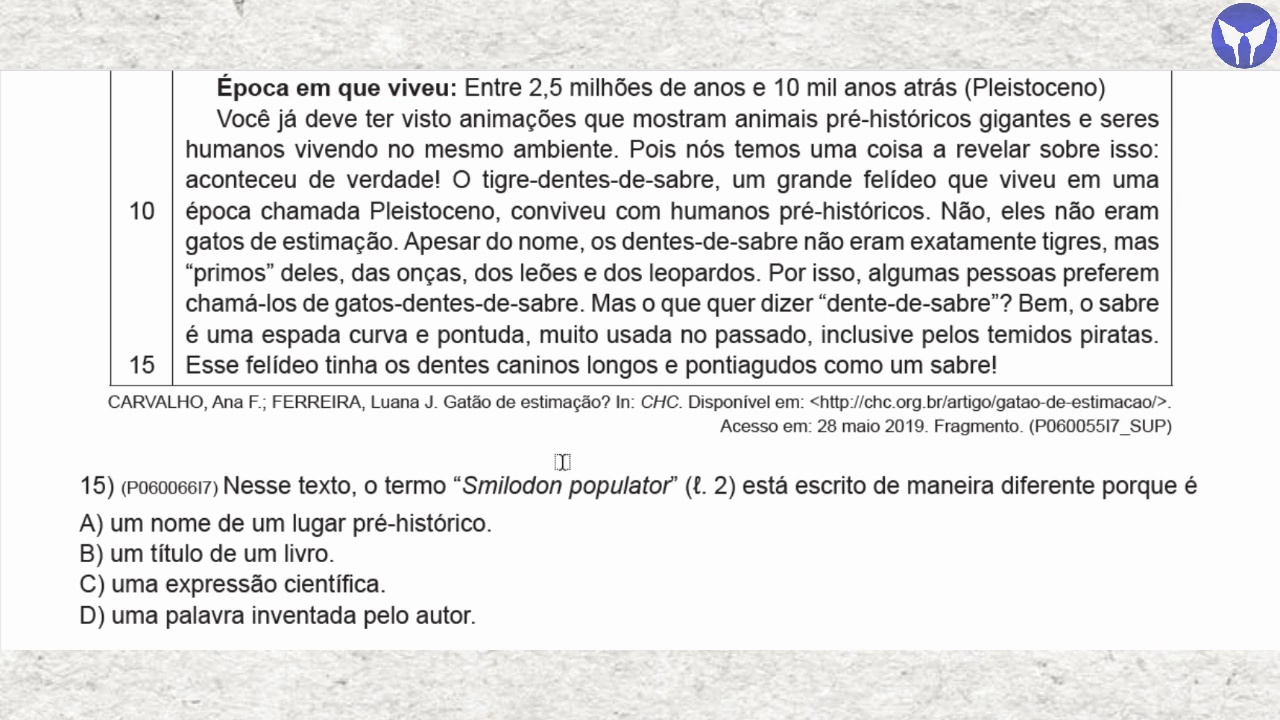 Época em que viveu: Entre 2,5 milhões de anos e 10 mil anos atrás (Pleistoceno)
Você já deve ter visto animações que mostram animais pré-históricos gigantes e seres
humanos vivendo no mesmo ambiente. Pois nós temos uma coisa a revelar sobre isso:
aconteceu de verdade! O tigre-dentes-de-sabre, um grande felídeo que viveu em uma
10 época chamada Pleistoceno, conviveu com humanos pré-históricos. Não, eles não eram
gatos de estimação. Apesar do nome, os dentes-de-sabre não eram exatamente tigres, mas
“primos” deles, das onças, dos leões e dos leopardos. Por isso, algumas pessoas preferem
chamá-los de gatos-dentes-de-sabre. Mas o que quer dizer “dente-de-sabre”? Bem, o sabre
é uma espada curva e pontuda, muito usada no passado, inclusive pelos temidos piratas.
15 Esse felídeo tinha os dentes caninos longos e pontiagudos como um sabre!
CARVALHO, Ana F.; FERREIRA, Luana J. Gatão de estimação? In: CHC. Disponível em: <http://chc.org.br/artigo/gatao-de-estimacao/>.
Acesso em: 28 maio 2019. Fragmento. (P060055I7_SUP)
15) (P060066I7) Nesse texto, o termo “Smilodon populator” (ℓ. 2) está escrito de maneira diferente porque é
A) um nome de um lugar pré-histórico.
B) um título de um livro.
C) uma expressão científica.
D) uma palavra inventada pelo autor.